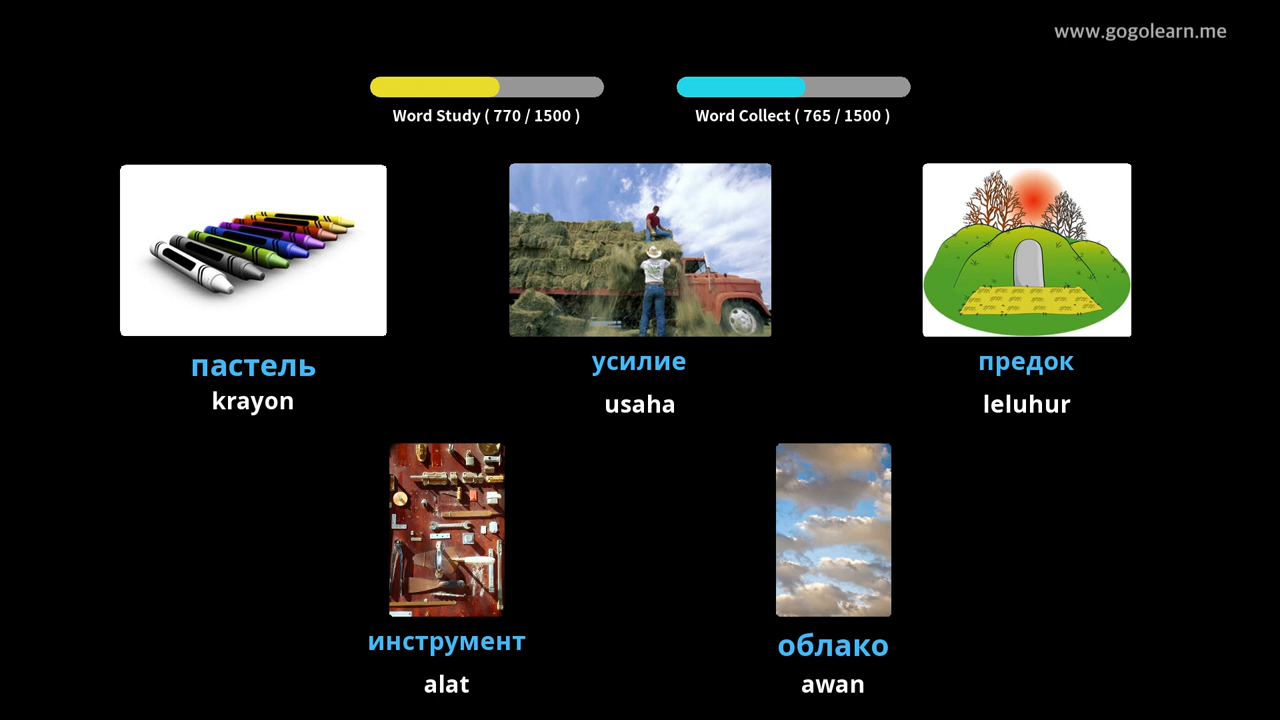 www.gogolearn.me
Word Study ( 770 / 1500 )
Word Collect ( 765 / 1500 )
пастель
krayon
усилие
usaha
предок
leluhur
инструмент
alat
облако
awan